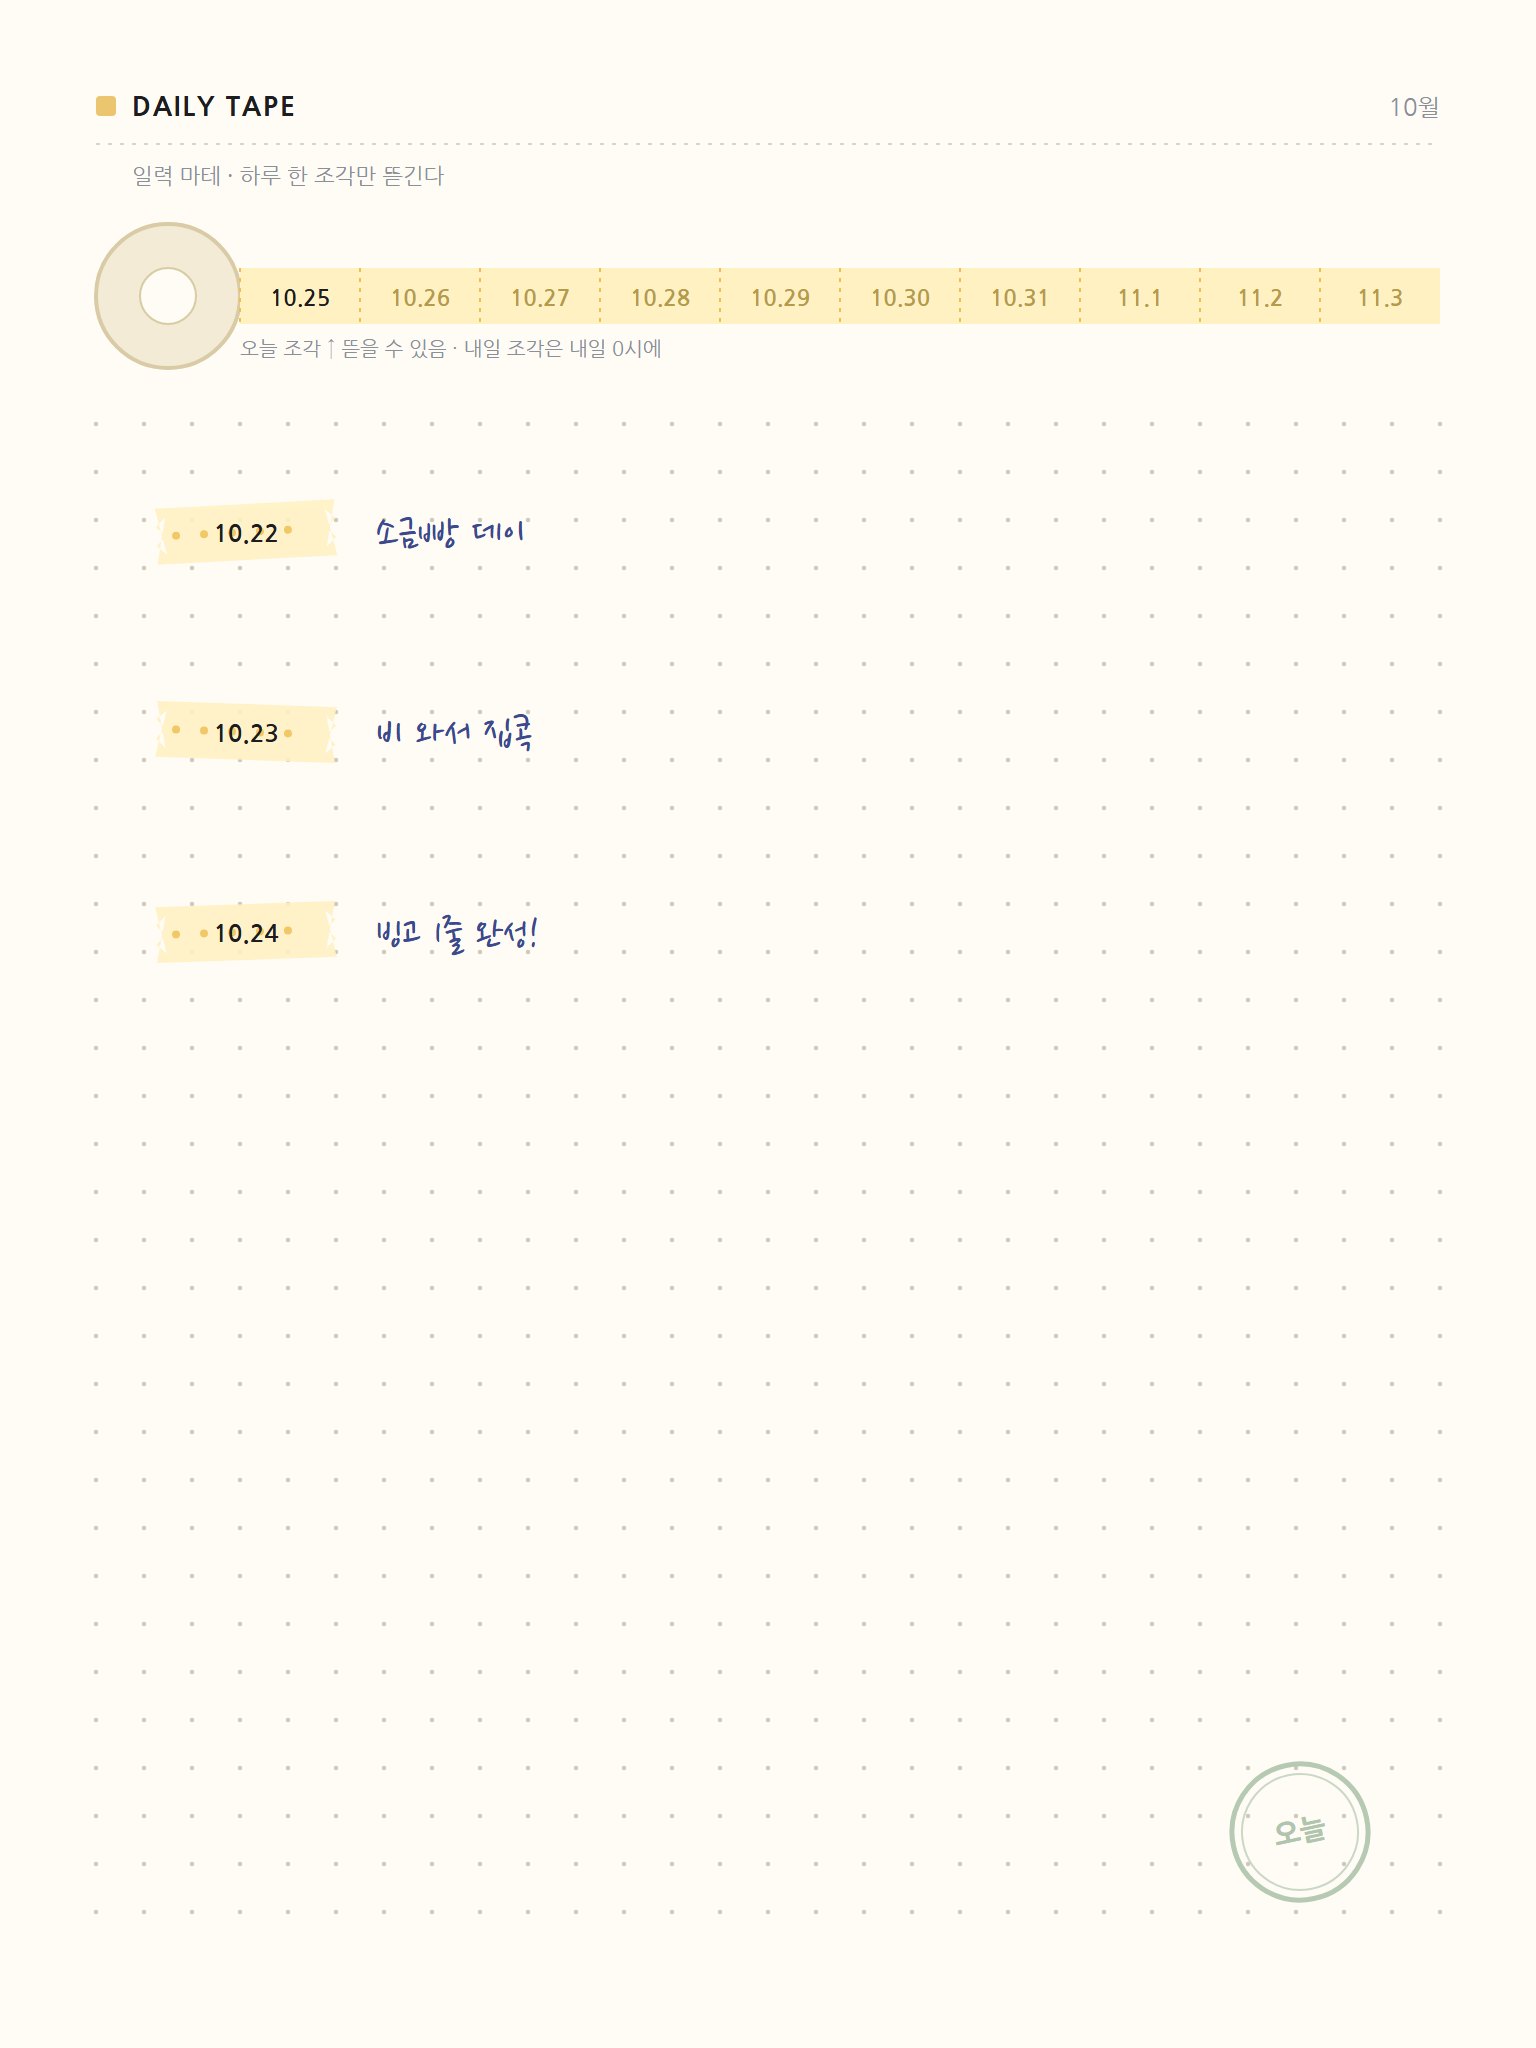 DAILY TAPE
10월
일력 마테 · 하루 한 조각만 뜯긴다
10.25 10.26 10.27 10.28 10.29 10.30 10.31 11.1 11.2 11.3
오늘 조각 ↑ 뜯을 수 있음 · 내일 조각은 내일 0시에
10.22 소금빵 데이
10.23 비 와서 집콕
10.24 빙고 1줄 완성!
오늘